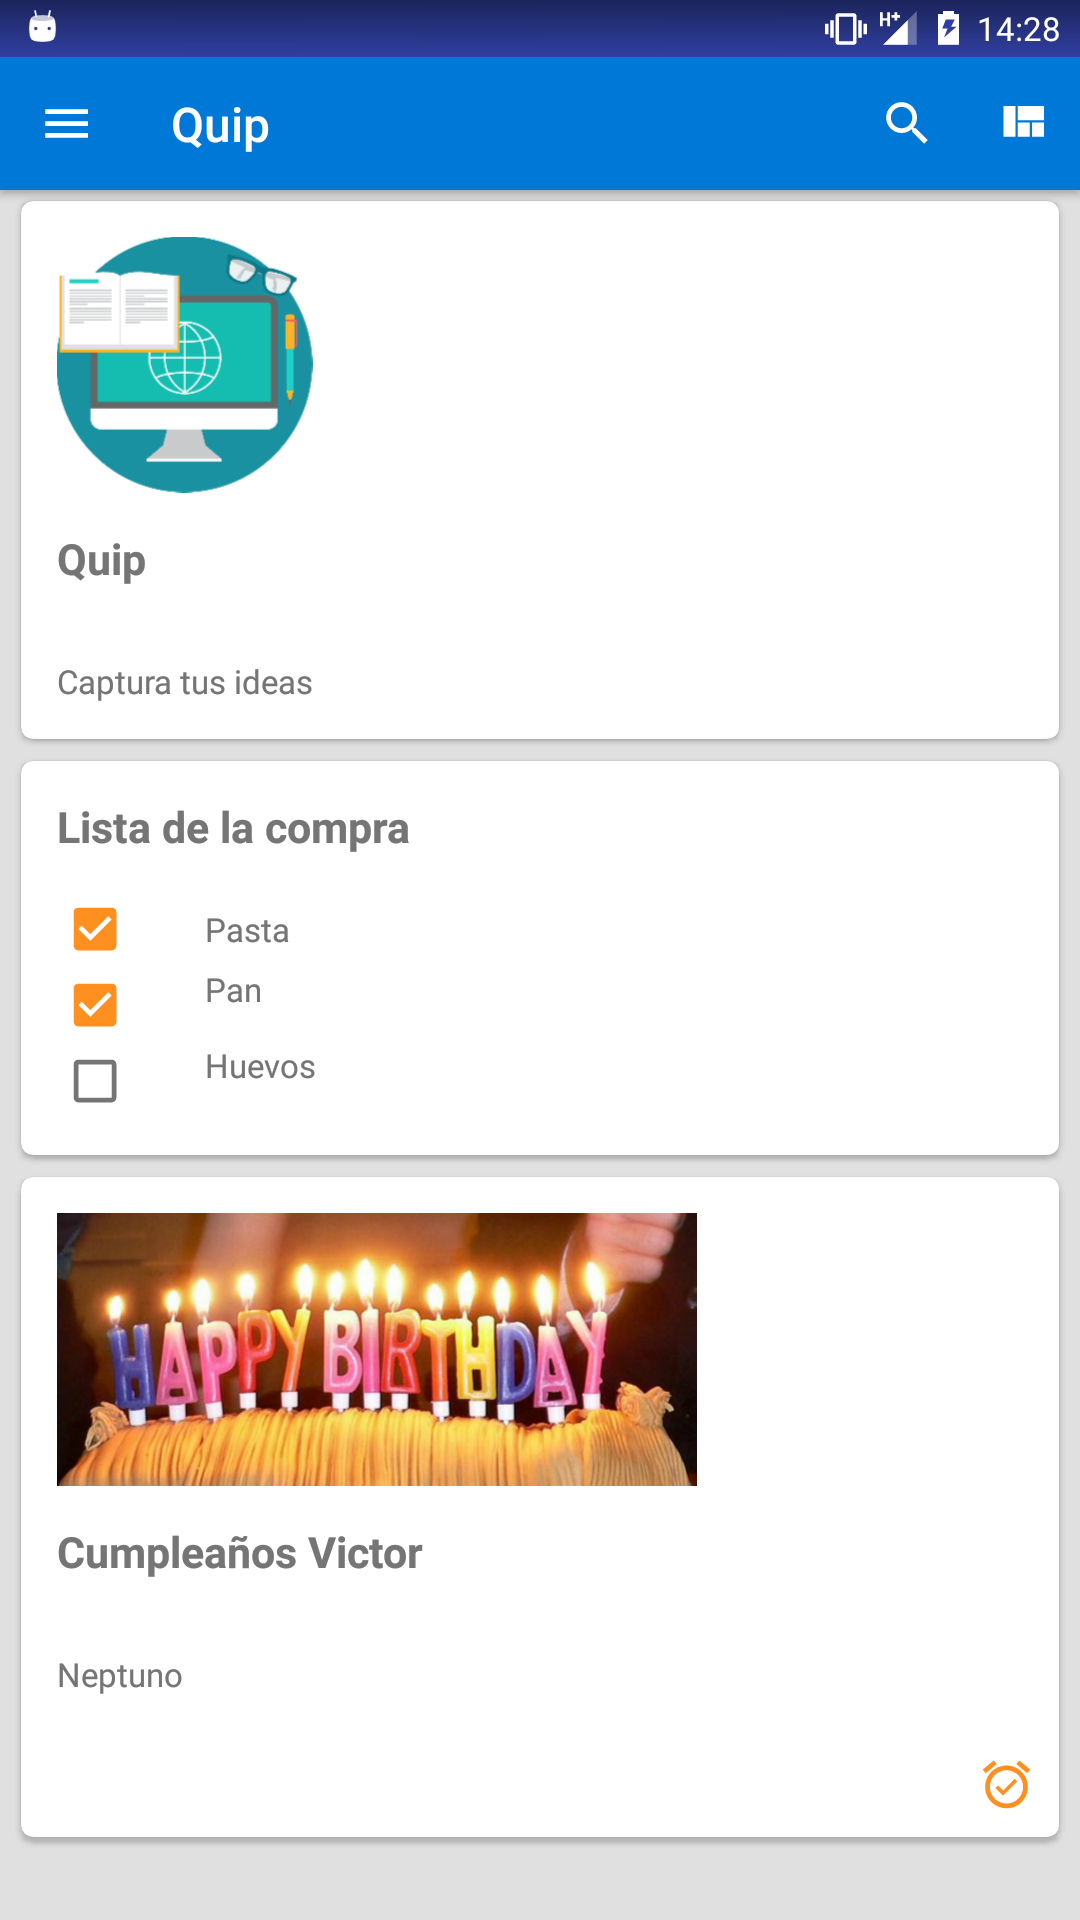 H+ 14:28
Quip
Quip
Captura tus ideas
Lista de la compra
Pasta
Pan
Huevos
HAPPY BIRTHDAY
Cumpleaños Victor
Neptuno